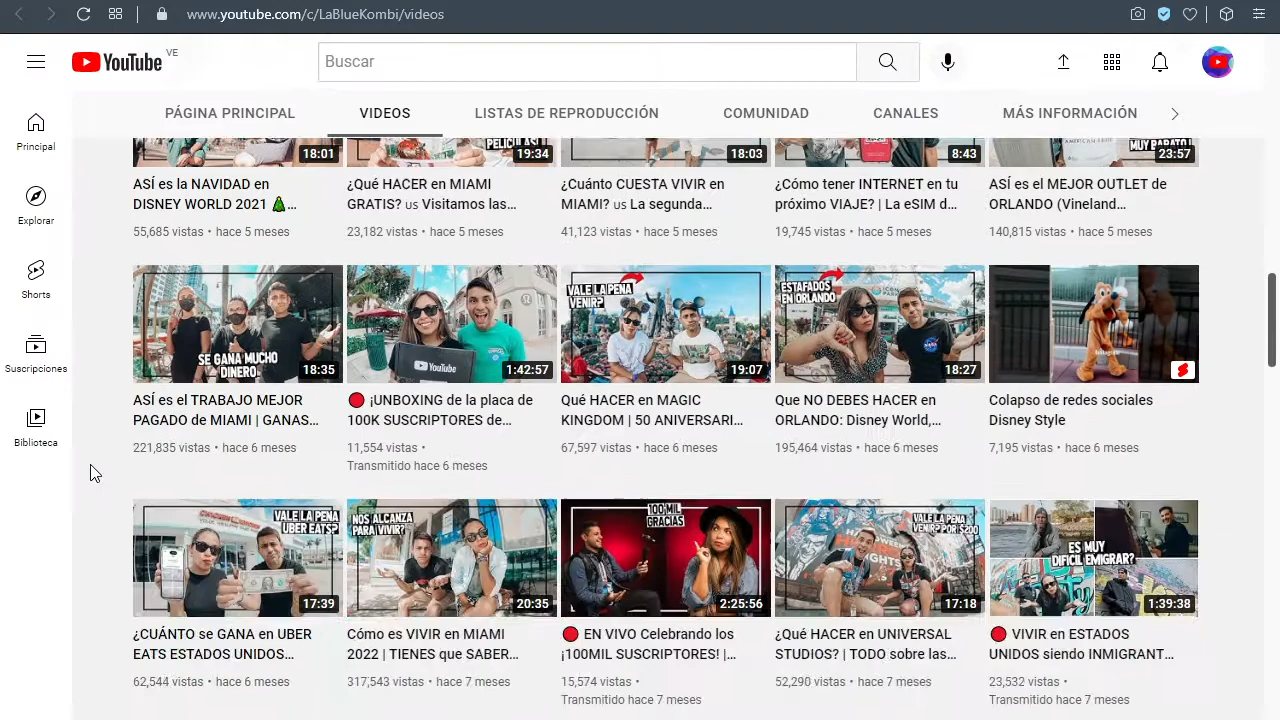 www.youtube.com/c/LaBlueKombi/videos
YouTube VE
Buscar
PÁGINA PRINCIPAL
VIDEOS
LISTAS DE REPRODUCCIÓN
COMUNIDAD
CANALES
MÁS INFORMACIÓN
Principal
Explorar
Shorts
Suscripciones
Biblioteca
18:01
PELÍCULAS!
19:34
18:03
8:43
MUY BARATO!
23:57
ASÍ es la NAVIDAD en
DISNEY WORLD 2021 🎄...
55,685 vistas • hace 5 meses
¿Qué HACER en MIAMI
GRATIS? us Visitamos las...
23,182 vistas • hace 5 meses
¿Cuánto CUESTA VIVIR en
MIAMI? us La segunda...
41,123 vistas • hace 5 meses
¿Cómo tener INTERNET en tu
próximo VIAJE? | La eSIM d...
19,745 vistas • hace 5 meses
ASÍ es el MEJOR OUTLET de
ORLANDO (Vineland...
140,815 vistas • hace 5 meses
SE GANA MUCHO
DINERO
18:35
YouTube
1:42:57
VALE LA PENA
VENIR?
19:07
ESTAFADOS
EN ORLANDO
ICON
PARK
NASA
18:27
ASÍ es el TRABAJO MEJOR
PAGADO de MIAMI | GANAS...
221,835 vistas • hace 6 meses
🔴 ¡UNBOXING de la placa de
100K SUSCRIPTORES de...
11,554 vistas •
Transmitido hace 6 meses
Qué HACER en MAGIC
KINGDOM | 50 ANIVERSARI...
67,597 vistas • hace 6 meses
Que NO DEBES HACER en
ORLANDO: Disney World,...
195,464 vistas • hace 6 meses
Colapso de redes sociales
Disney Style
7,195 vistas • hace 6 meses
VALE LA PENA
UBER EATS?
17:39
NOS ALCANZA
PARA VIVIR?
20:35
100 MIL
GRACIAS
2:25:56
VALE LA PENA
VENIR? POR $200
17:18
ES MUY
DIFICIL EMIGRAR?
1:39:38
¿CUÁNTO se GANA en UBER
EATS ESTADOS UNIDOS...
62,544 vistas • hace 6 meses
Cómo es VIVIR en MIAMI
2022 | TIENES que SABER...
317,543 vistas • hace 7 meses
🔴 EN VIVO Celebrando los
¡100MIL SUSCRIPTORES! |...
15,574 vistas •
Transmitido hace 7 meses
¿Qué HACER en UNIVERSAL
STUDIOS? | TODO sobre las...
52,290 vistas • hace 7 meses
🔴 VIVIR en ESTADOS
UNIDOS siendo INMIGRANT...
23,532 vistas •
Transmitido hace 7 meses